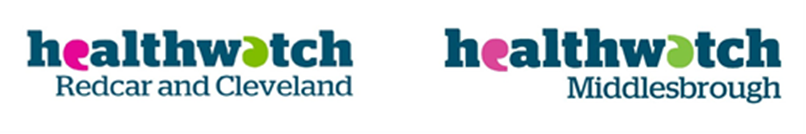 healthwatch
Redcar and Cleveland
healthwatch
Middlesbrough